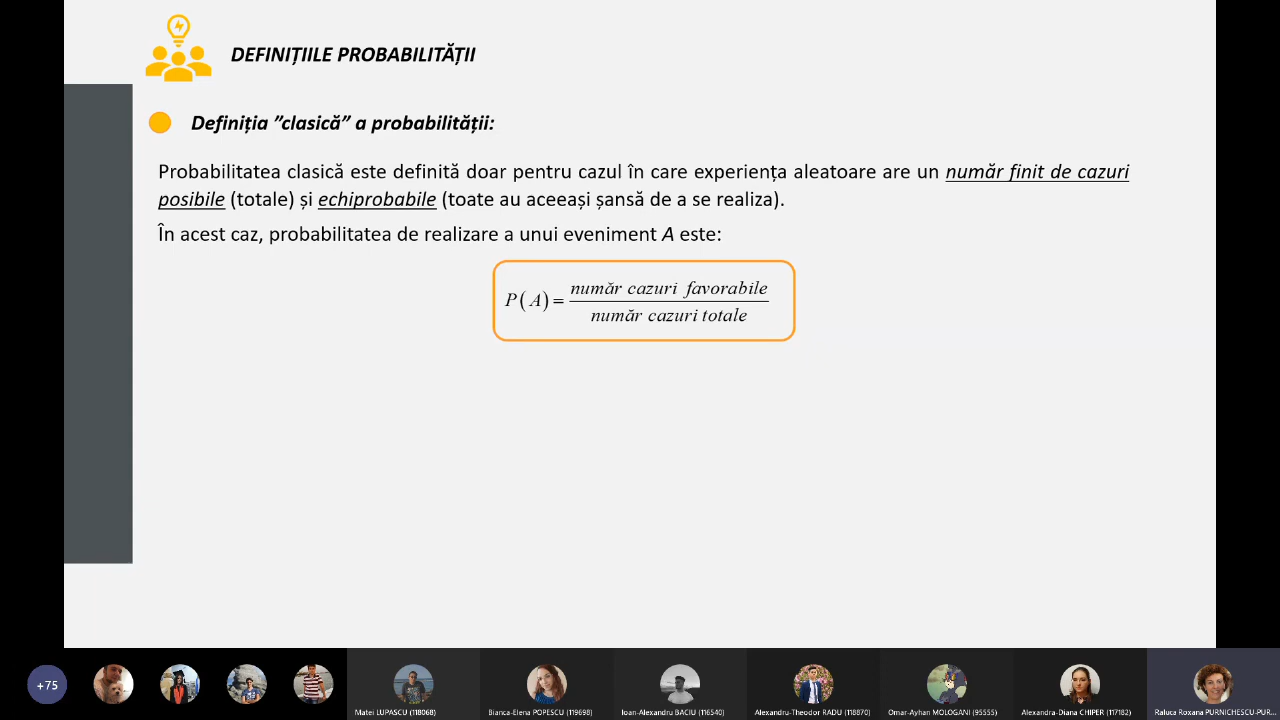 DEFINIȚIILE PROBABILITĂȚII
Definiția ”clasică” a probabilității:
Probabilitatea clasică este definită doar pentru cazul în care experiența aleatoare are un număr finit de cazuri
posibile (totale) și echiprobabile (toate au aceeași șansă de a se realiza).
În acest caz, probabilitatea de realizare a unui eveniment A este:
P(A) = număr cazuri favorabile / număr cazuri totale
+75
Matei LUPASCU (118068)
Bianca-Elena POPESCU (119698)
Ioan-Alexandru BACIU (116540)
Alexandru-Theodor RADU (118870)
Omar-Ayhan MOLOGANI (95555)
Alexandra-Diana CHIPER (117182)
Raluca Roxana PURNICHESCU-PUR...